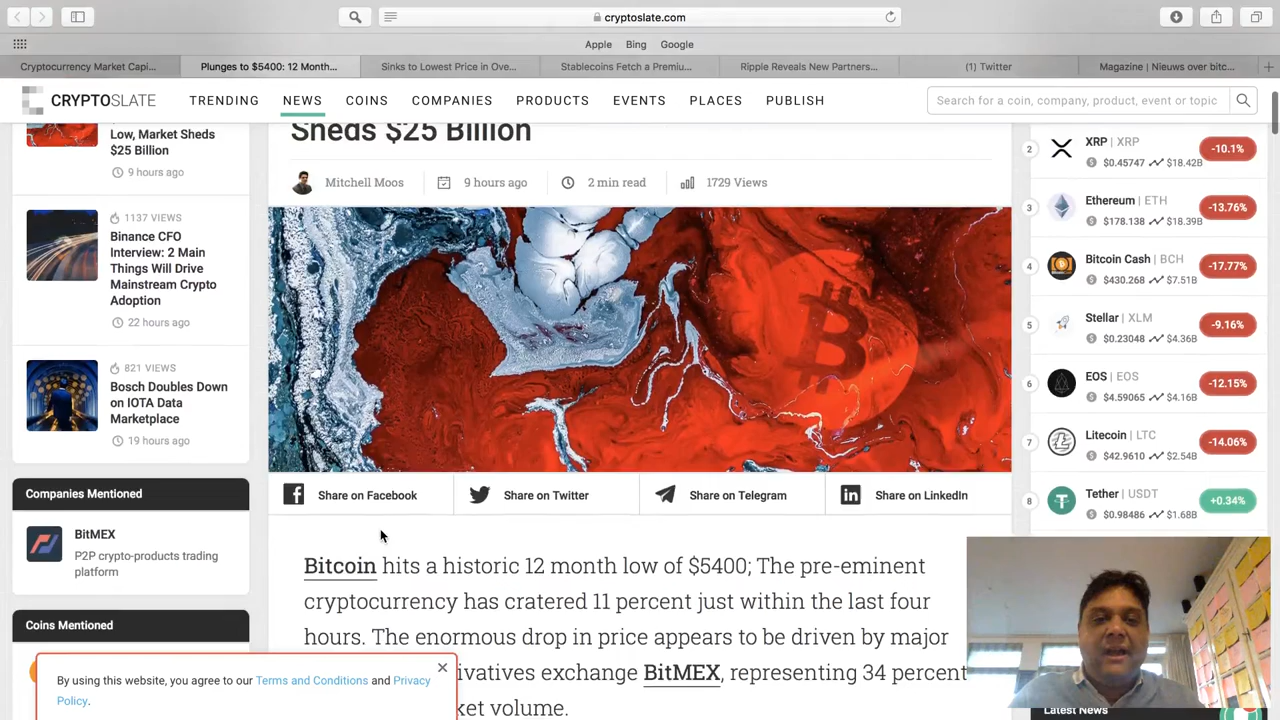 cryptoslate.com
Apple Bing Google
Cryptocurrency Market Capi...
Plunges to $5400: 12 Month...
Sinks to Lowest Price in Ove...
Stablecoins Fetch a Premiu...
Ripple Reveals New Partners...
(1) Twitter
Magazine | Nieuws over bitc...
CRYPTOSLATE
TRENDING NEWS COINS COMPANIES PRODUCTS EVENTS PLACES PUBLISH
Search for a coin, company, product, event or topic
Low, Market Sheds
$25 Billion
9 hours ago
1137 VIEWS
Binance CFO
Interview: 2 Main
Things Will Drive
Mainstream Crypto
Adoption
22 hours ago
821 VIEWS
Bosch Doubles Down
on IOTA Data
Marketplace
19 hours ago
Companies Mentioned
BitMEX
P2P crypto-products trading
platform
Coins Mentioned
Sheds $25 Billion
Mitchell Moos 9 hours ago 2 min read 1729 Views
Share on Facebook Share on Twitter Share on Telegram Share on LinkedIn
Bitcoin hits a historic 12 month low of $5400; The pre-eminent
cryptocurrency has cratered 11 percent just within the last four
hours. The enormous drop in price appears to be driven by major
BitMEX, representing 34 percent
volume.
By using this website, you agree to our Terms and Conditions and Privacy
Policy.
2 XRP | XRP -10.1%
$0.45747 $18.42B
3 Ethereum | ETH -13.76%
$178.138 $18.39B
4 Bitcoin Cash | BCH -17.77%
$430.268 $7.51B
5 Stellar | XLM -9.16%
$0.23048 $4.36B
6 EOS | EOS -12.15%
$4.59065 $4.16B
7 Litecoin | LTC -14.06%
$42.9610 $2.54B
8 Tether | USDT +0.34%
$0.98486 $1.68B
Latest News